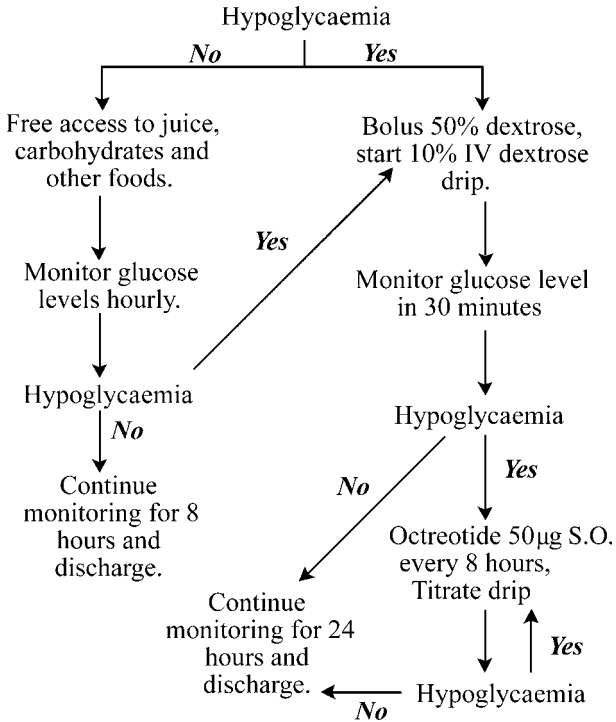 Hypoglycaemia
No
Yes
Free access to juice,
carbohydrates and
other foods.
Bolus 50% dextrose,
start 10% IV dextrose
drip.
Yes
Monitor glucose
levels hourly.
Monitor glucose level
in 30 minutes
Hypoglycaemia
Hypoglycaemia
No
Yes
No
Continue
monitoring for 8
hours and
discharge.
Octreotide 50µg S.O.
every 8 hours,
Titrate drip
Continue
monitoring for 24
hours and
discharge.
Yes
No
Hypoglycaemia